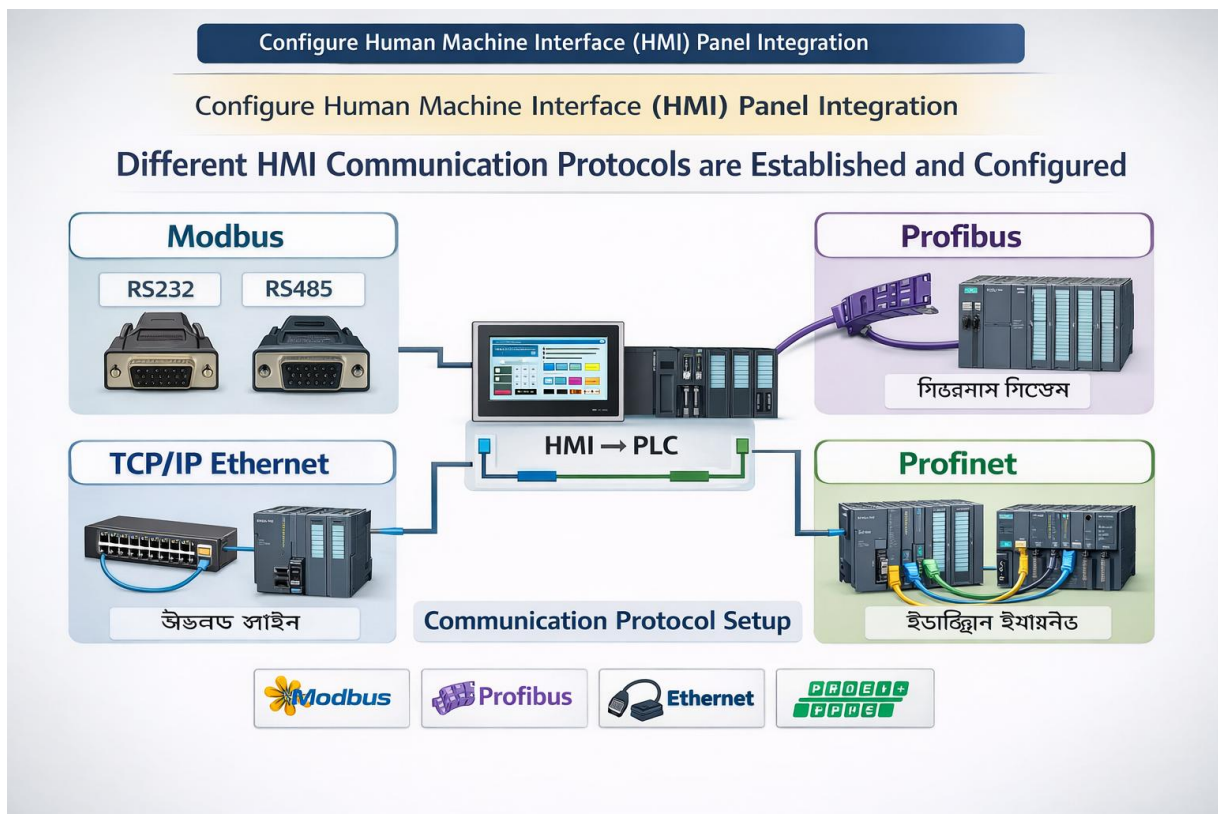 Configure Human Machine Interface (HMI) Panel Integration
Configure Human Machine Interface (HMI) Panel Integration
Different HMI Communication Protocols are Established and Configured
Modbus
RS232
RS485
Profibus
TCP/IP Ethernet
HMI → PLC
Profinet
লাইন
Communication Protocol Setup
Modbus
Profibus
Ethernet